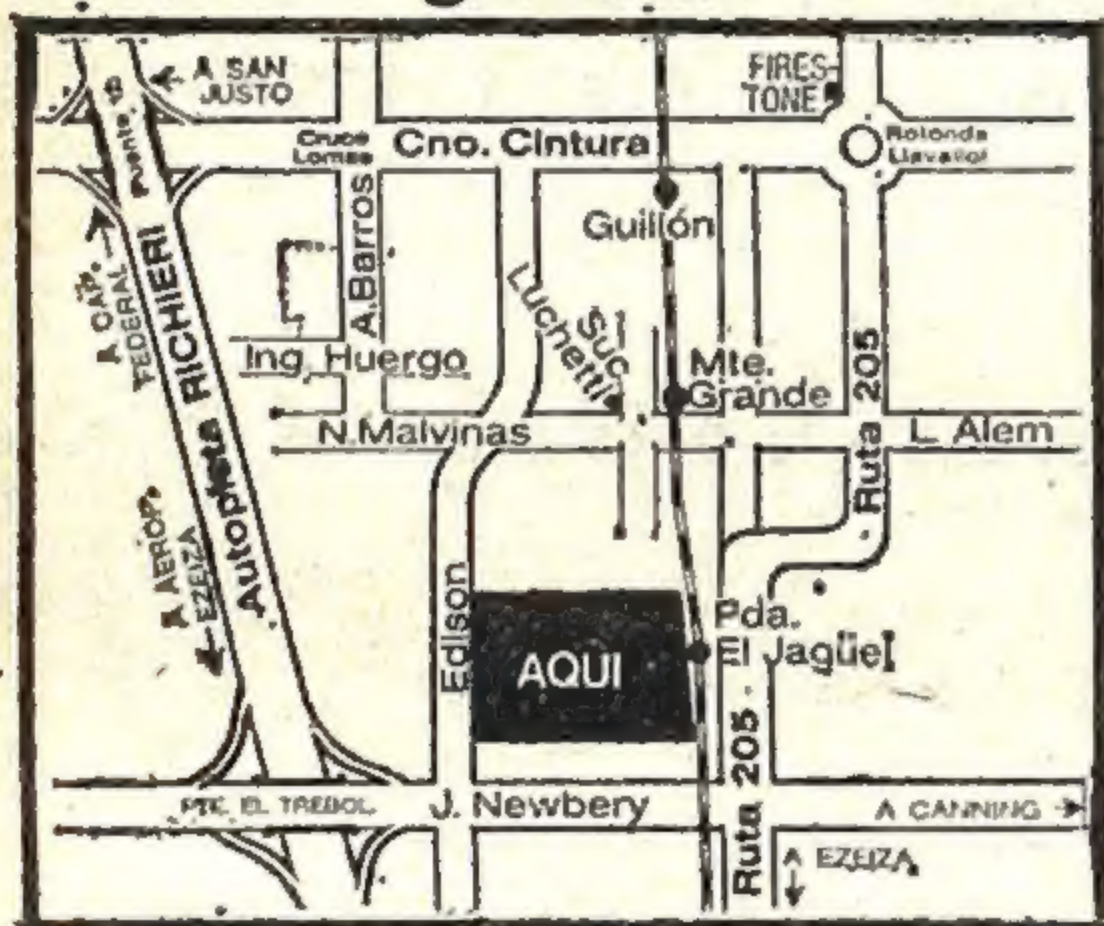 A SAN
JUSTO
FIRES-
TONE
Puente 12
Cruce
Lomas
Cno. Cintura
Rotonda
Llavallol
Guillón
A CAP.
FEDERAL
Autopista RICHIERI
A. Barros
Luchetti
Suc
Ing. Huergo
Mte.
Grande
Ruta 205
N. Malvinas
L. Alem
A AEROP.
EZEIZA
Edison
AQUI
Pda.
El Jagüel
Ruta 205
PTE. EL TREBOL
J. Newbery
A CANNING
A EZEIZA